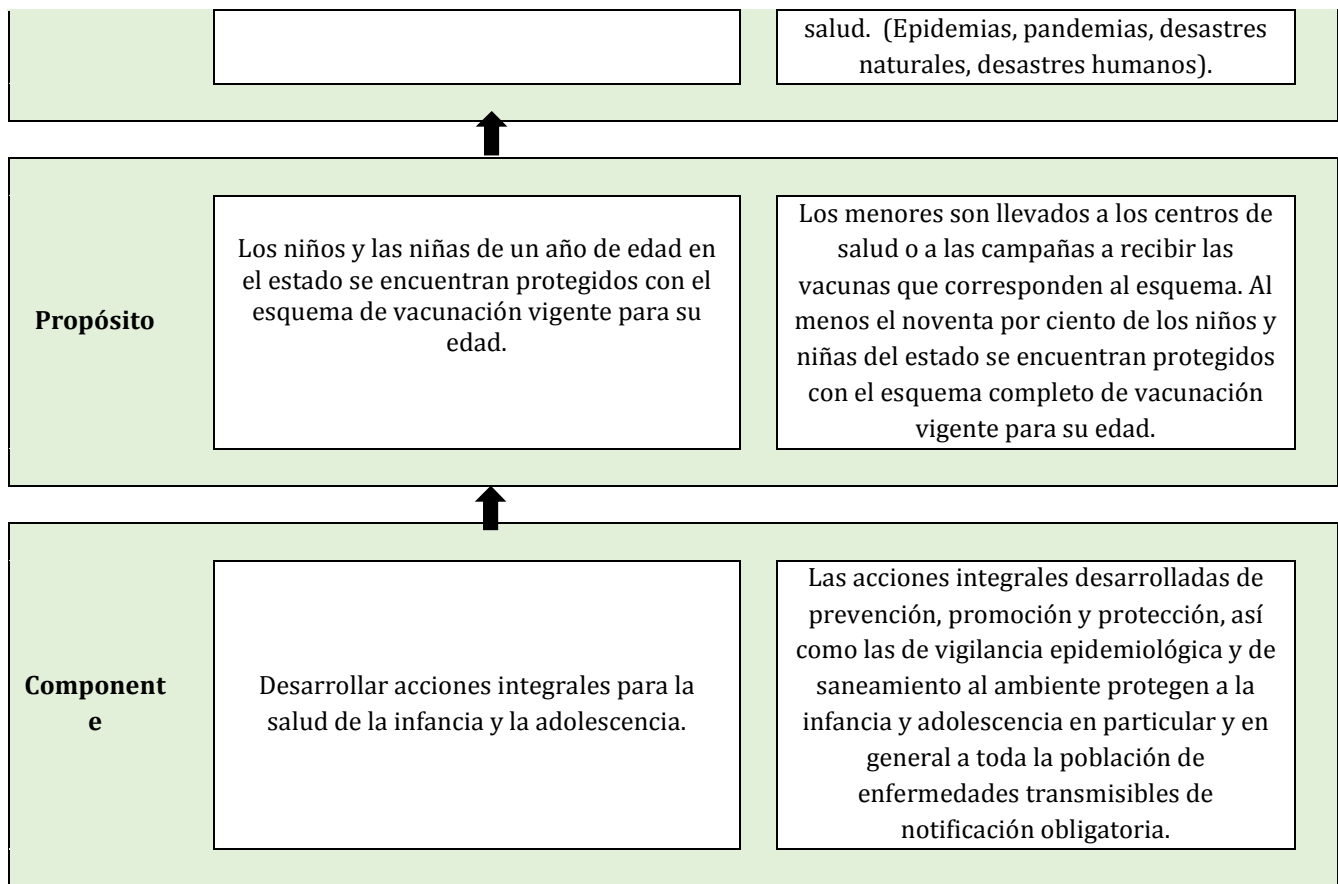 salud.  (Epidemias, pandemias, desastres
naturales, desastres humanos).
Propósito
Los niños y las niñas de un año de edad en
el estado se encuentran protegidos con el
esquema de vacunación vigente para su
edad.
Los menores son llevados a los centros de
salud o a las campañas a recibir las
vacunas que corresponden al esquema. Al
menos el noventa por ciento de los niños y
niñas del estado se encuentran protegidos
con el esquema completo de vacunación
vigente para su edad.
Component
e
Desarrollar acciones integrales para la
salud de la infancia y la adolescencia.
Las acciones integrales desarrolladas de
prevención, promoción y protección, así
como las de vigilancia epidemiológica y de
saneamiento al ambiente protegen a la
infancia y adolescencia en particular y en
general a toda la población de
enfermedades transmisibles de
notificación obligatoria.